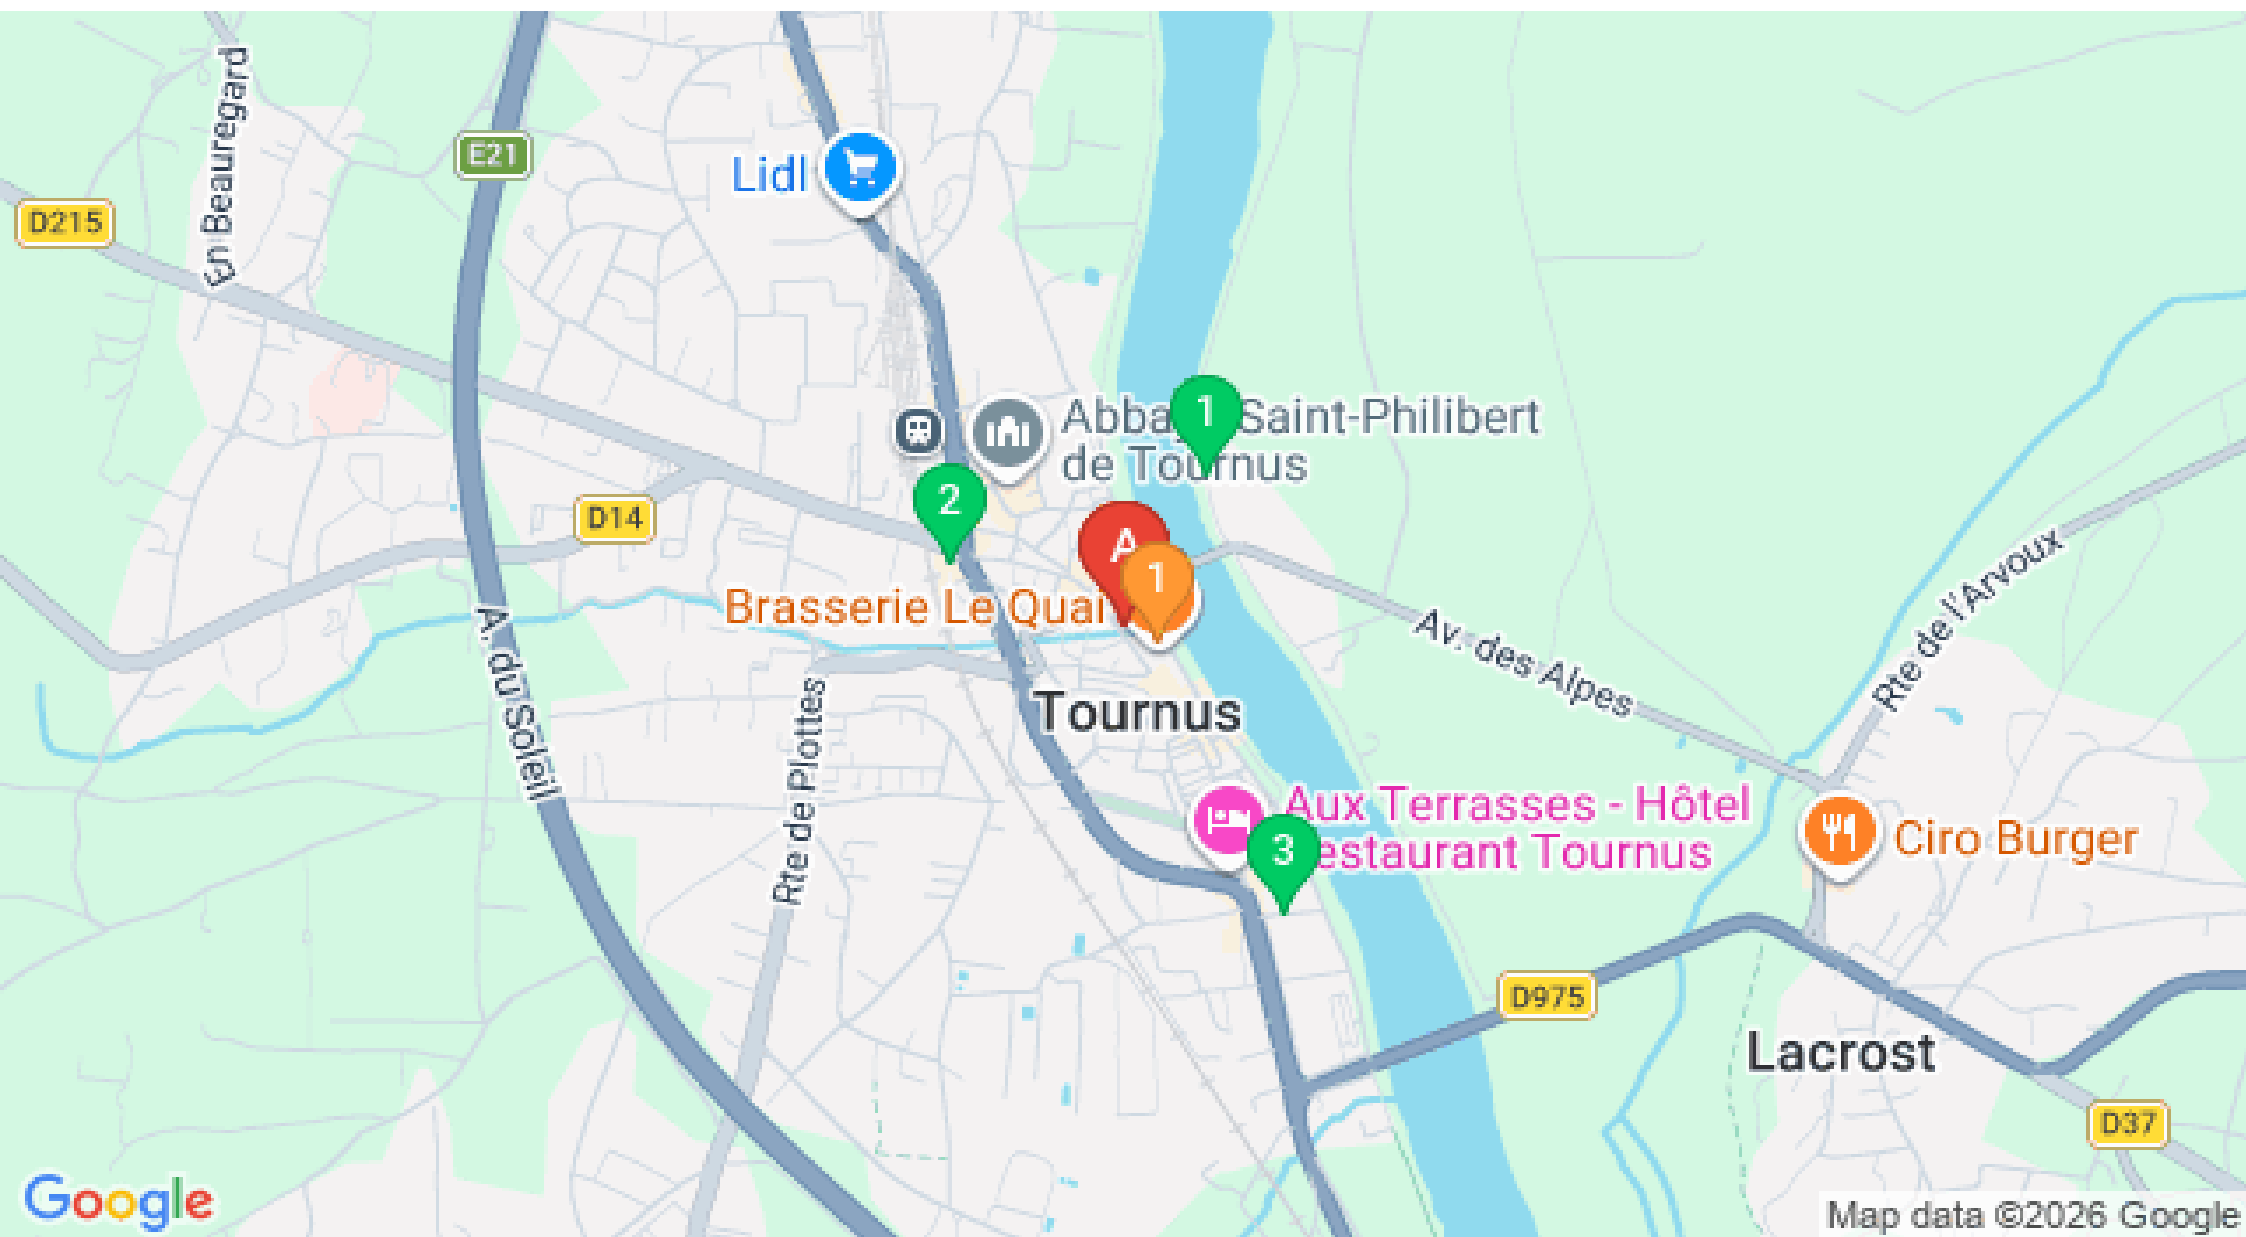 En Beauregard
E21
Lidl
D215
1
Abba Saint-Philibert
de Tournus
2
D14
A
1
Brasserie Le Quai
Av. des Alpes
Rte de l'Arvoux
A. du Soleil
Rte de Plottes
Tournus
Aux Terrasses - Hôtel
estaurant Tournus
3
Ciro Burger
D975
Lacrost
D37
Google
Map data ©2026 Google